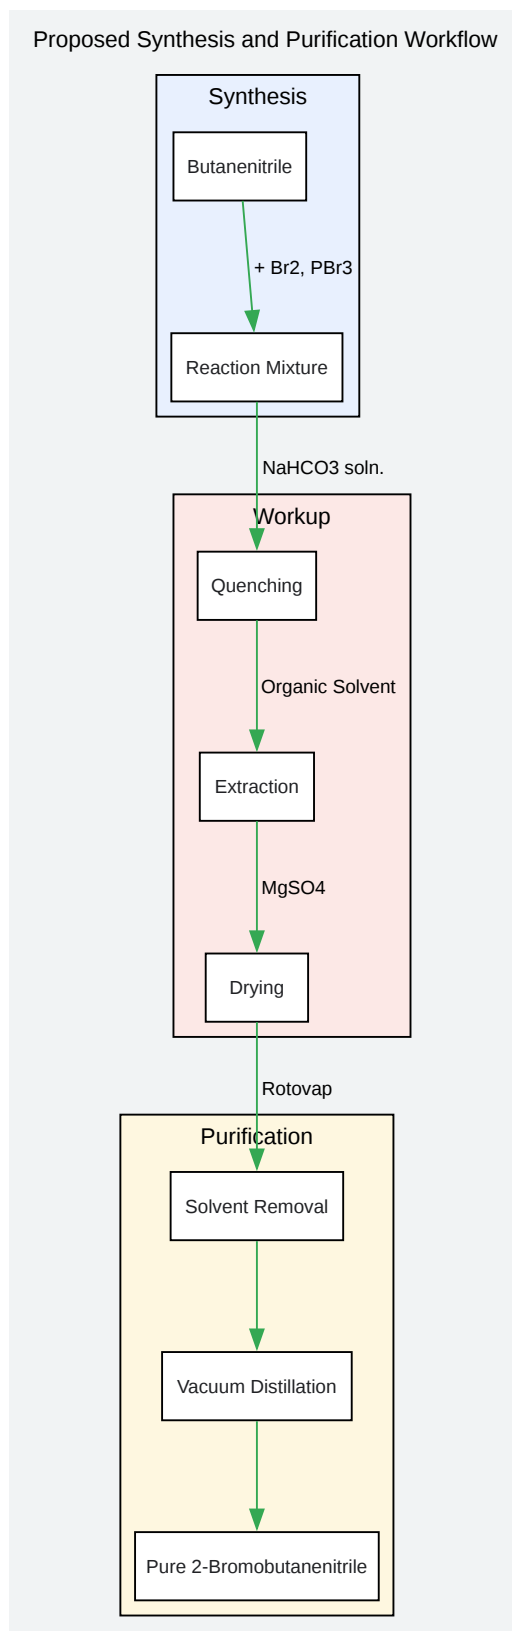 Proposed Synthesis and Purification Workflow
Synthesis
Butanenitrile
+ Br2, PBr3
Reaction Mixture
NaHCO3 soln.
Workup
Quenching
Organic Solvent
Extraction
MgSO4
Drying
Rotovap
Purification
Solvent Removal
Vacuum Distillation
Pure 2-Bromobutanenitrile